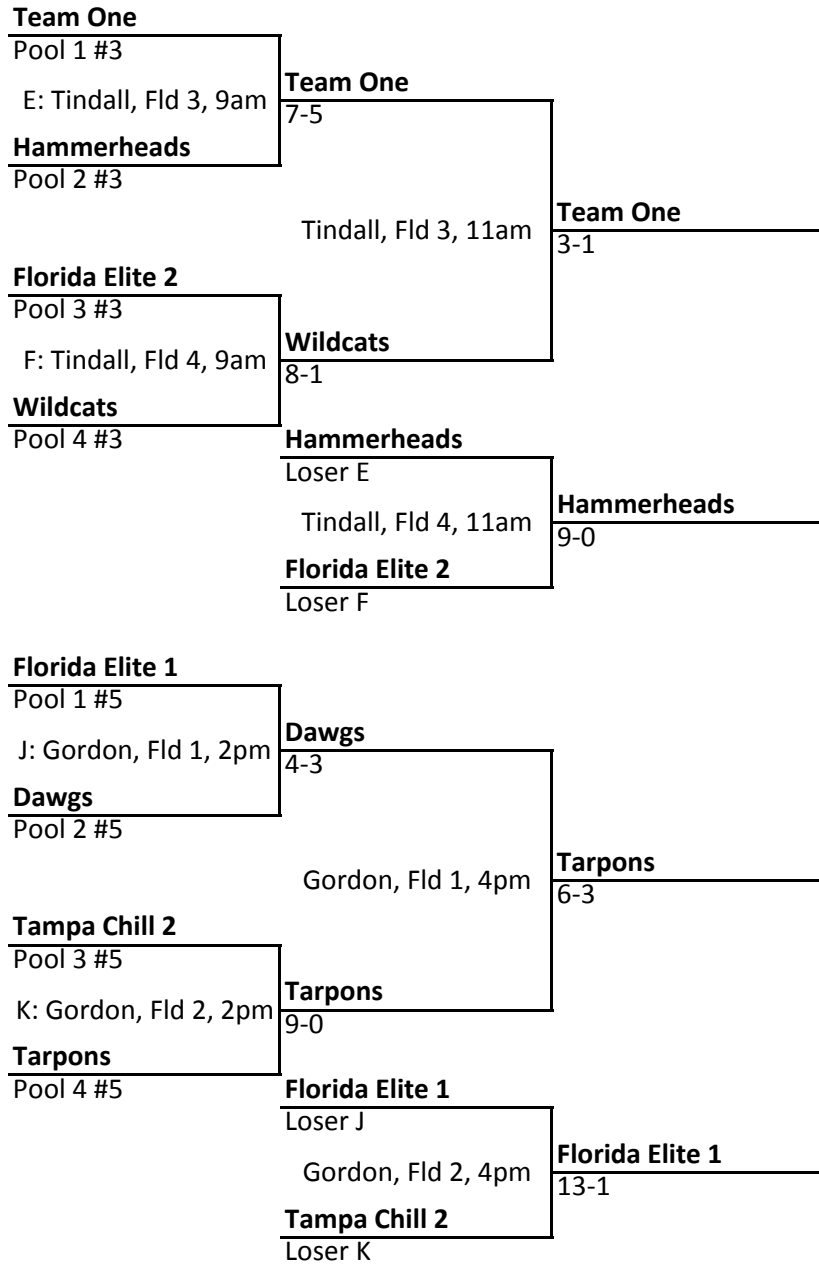 Team One
Pool 1 #3
E: Tindall, Fld 3, 9am
Hammerheads
Pool 2 #3
Team One
7-5
Tindall, Fld 3, 11am
Team One
3-1
Florida Elite 2
Pool 3 #3
F: Tindall, Fld 4, 9am
Wildcats
Pool 4 #3
Wildcats
8-1
Hammerheads
Loser E
Tindall, Fld 4, 11am
Florida Elite 2
Loser F
Hammerheads
9-0
Florida Elite 1
Pool 1 #5
J: Gordon, Fld 1, 2pm
Dawgs
Pool 2 #5
Dawgs
4-3
Gordon, Fld 1, 4pm
Tarpons
6-3
Tampa Chill 2
Pool 3 #5
K: Gordon, Fld 2, 2pm
Tarpons
Pool 4 #5
Tarpons
9-0
Florida Elite 1
Loser J
Gordon, Fld 2, 4pm
Tampa Chill 2
Loser K
Florida Elite 1
13-1